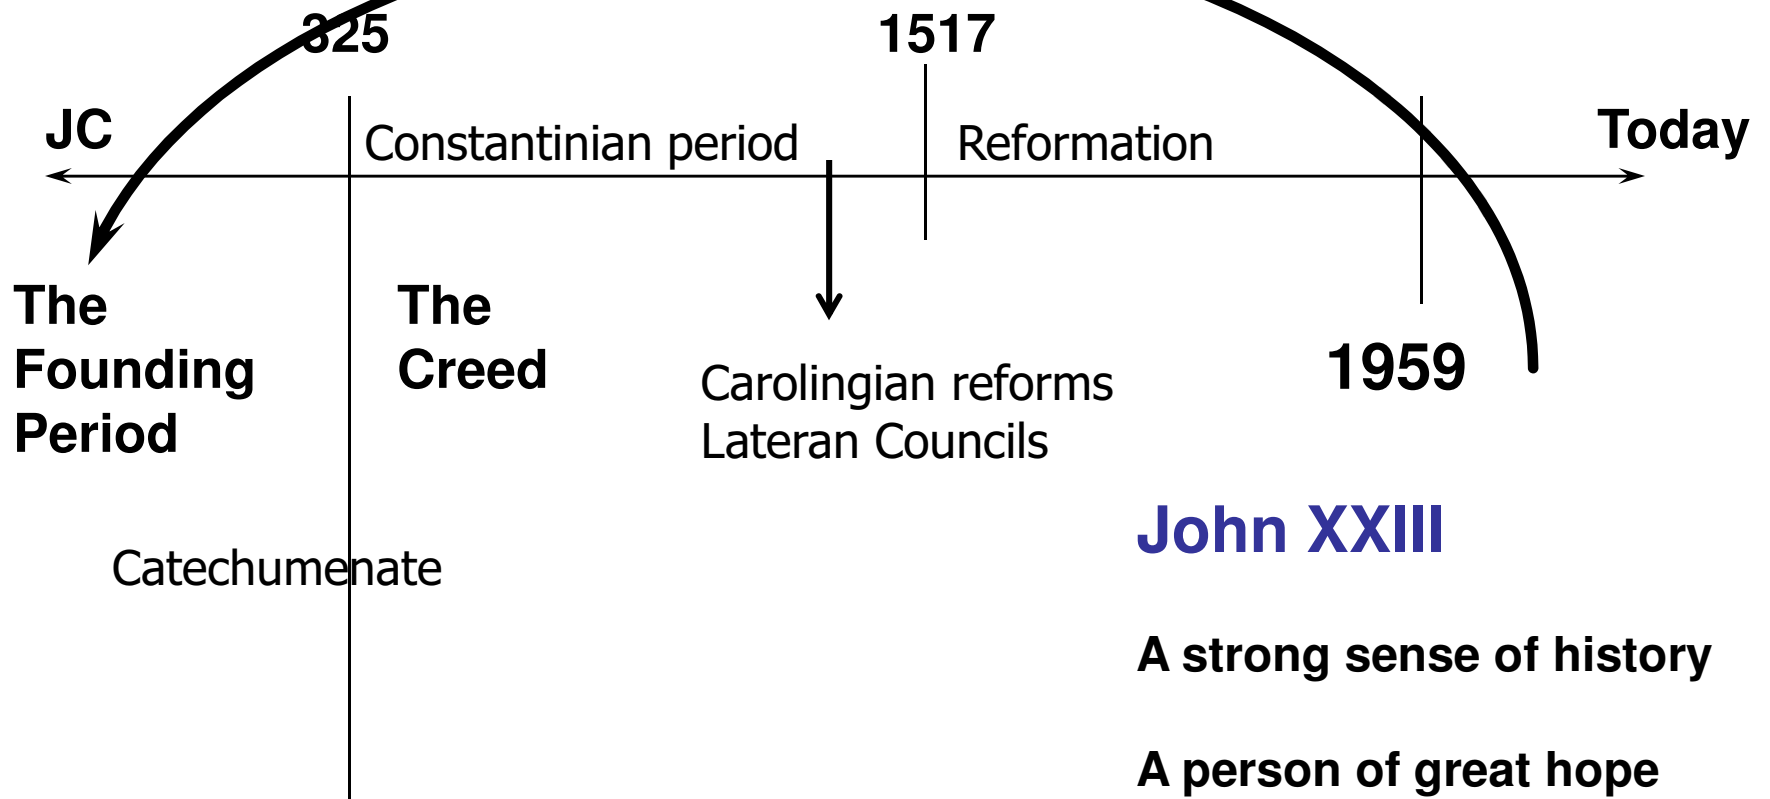 325
1517
JC
Constantinian period
Reformation
Today
The
Founding
Period
The
Creed
Carolingian reforms
Lateran Councils
1959
Catechumenate
John XXIII
A strong sense of history
A person of great hope